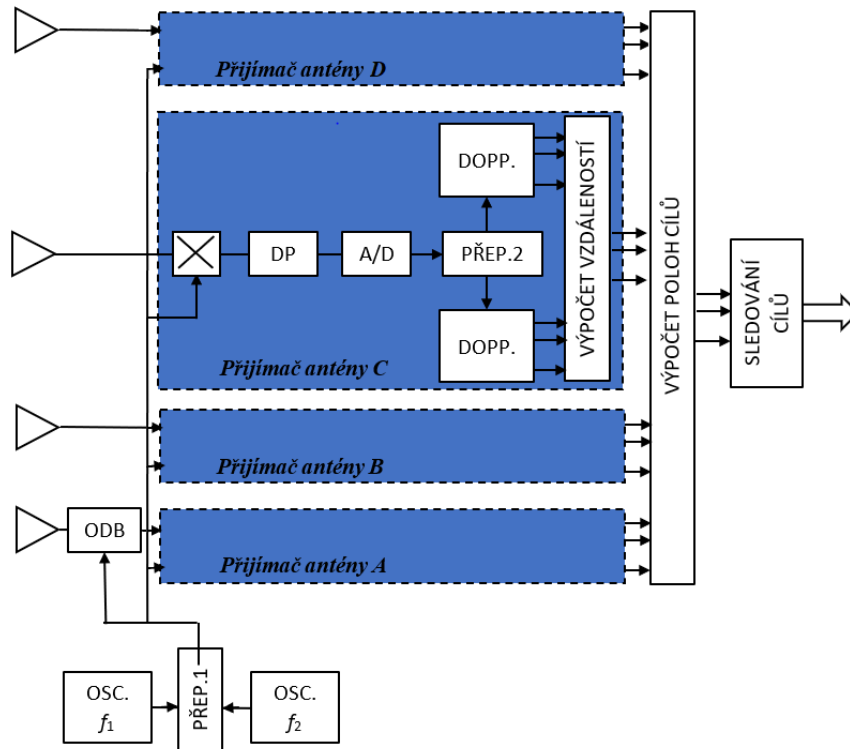 Přijímač antény D
DOPP.
DP
A/D
PŘEP.2
DOPP.
VÝPOČET VZDÁLENOSTÍ
Přijímač antény C
VÝPOČET POLOH CÍLŮ
SLEDOVÁNÍ
CÍLŮ
Přijímač antény B
ODB
Přijímač antény A
OSC.
f1
PŘEP.1
OSC.
f2